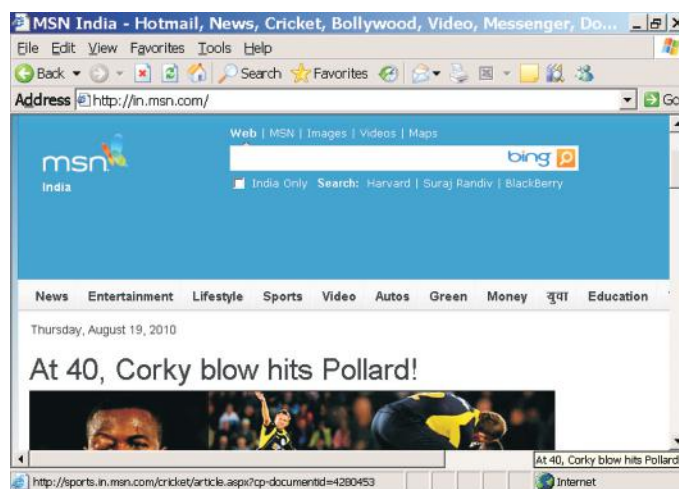 MSN India - Hotmail, News, Cricket, Bollywood, Video, Messenger, Do...
File Edit View Favorites Tools Help
Back Search Favorites
Address http://in.msn.com/ Go
Web | MSN | Images | Videos | Maps
msn
India
bing
India Only Search: Harvard | Suraj Randiv | BlackBerry
News Entertainment Lifestyle Sports Video Autos Green Money युवा Education
Thursday, August 19, 2010
At 40, Corky blow hits Pollard!
At 40, Corky blow hits Pollard
http://sports.in.msn.com/cricket/article.aspx?cp-documentid=4280453 Internet